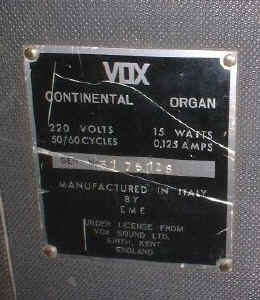 VOX
CONTINENTAL ORGAN
220 VOLTS 15 WATTS
50/60 CYCLES 0,125 AMPS
MANUFACTURED IN ITALY
BY
EME
UNDER LICENSE FROM
VOX SOUND LTD.
ERITH, KENT
ENGLAND